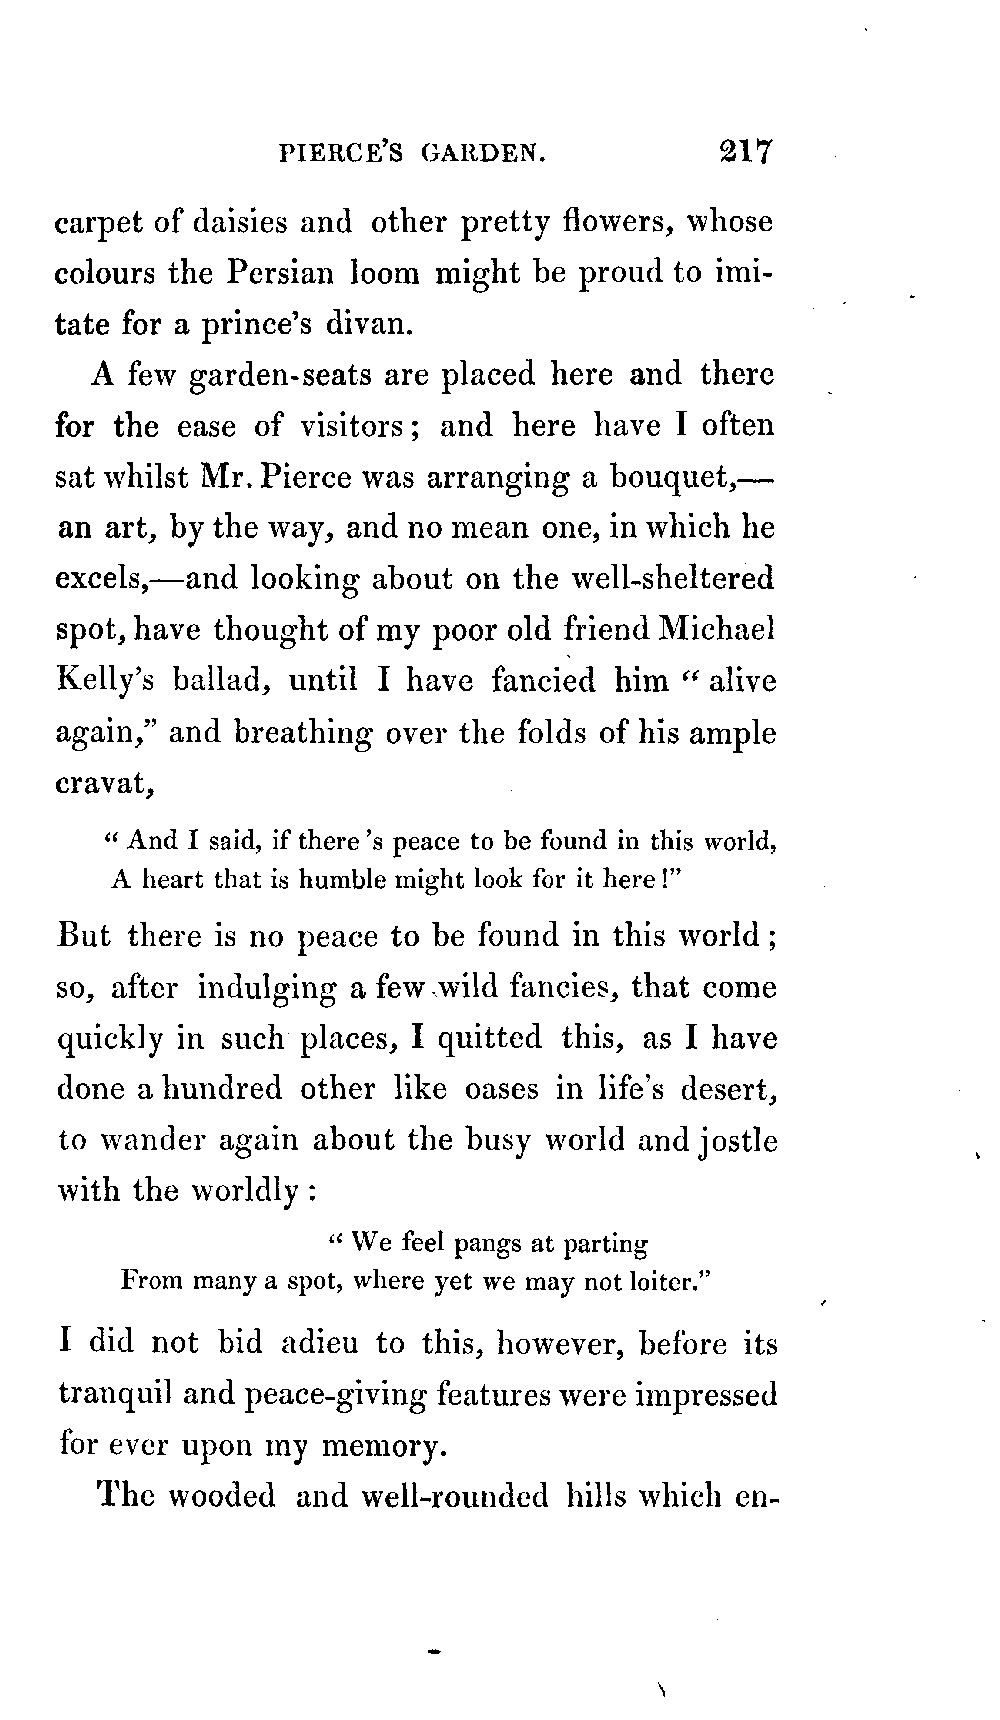 PIERCE'S GARDEN. 217
carpet of daisies and other pretty flowers, whose
colours the Persian loom might be proud to imi-
tate for a prince's divan.
A few garden-seats are placed here and there
for the ease of visitors; and here have I often
sat whilst Mr. Pierce was arranging a bouquet,—
an art, by the way, and no mean one, in which he
excels,—and looking about on the well-sheltered
spot, have thought of my poor old friend Michael
Kelly's ballad, until I have fancied him "alive
again," and breathing over the folds of his ample
cravat,
"And I said, if there's peace to be found in this world,
A heart that is humble might look for it here!"
But there is no peace to be found in this world;
so, after indulging a few wild fancies, that come
quickly in such places, I quitted this, as I have
done a hundred other like oases in life's desert,
to wander again about the busy world and jostle
with the worldly:
"We feel pangs at parting
From many a spot, where yet we may not loiter."
I did not bid adieu to this, however, before its
tranquil and peace-giving features were impressed
for ever upon my memory.
The wooded and well-rounded hills which en-